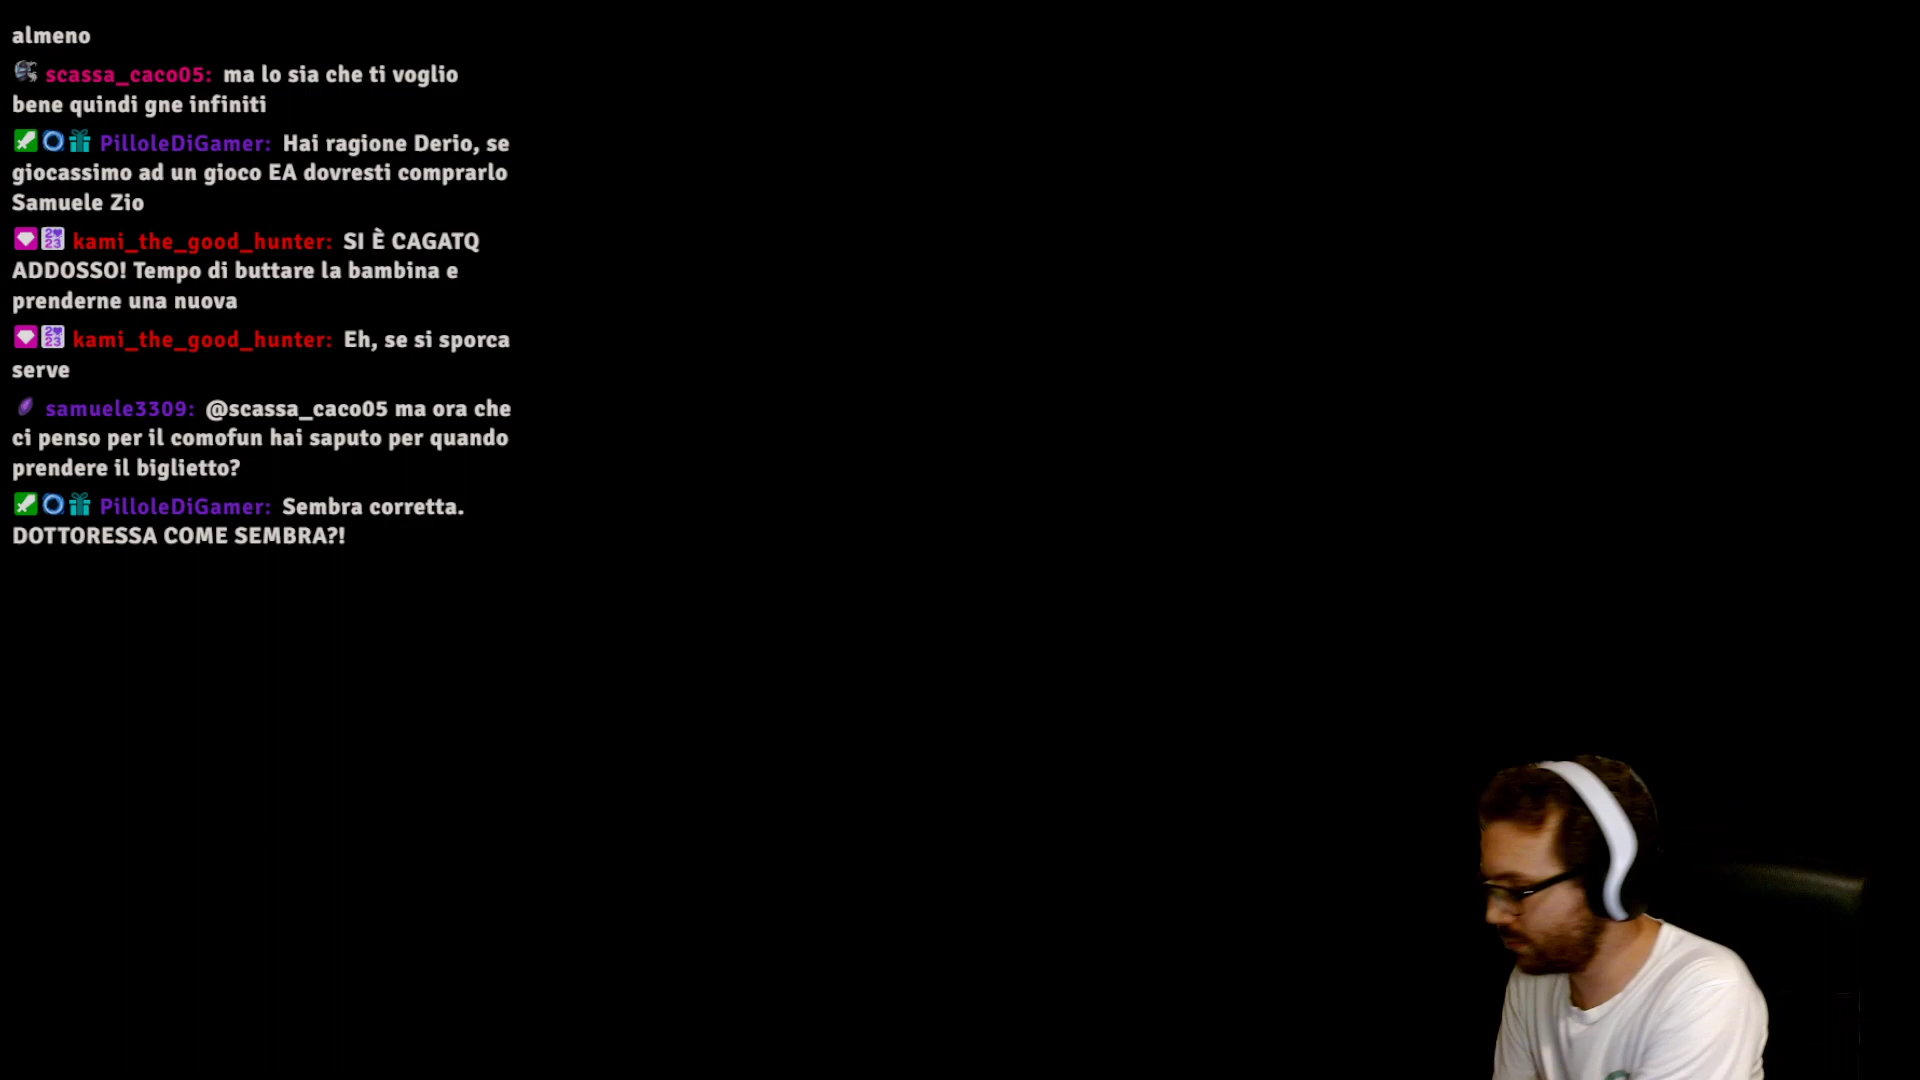 almeno
scassa_caco05: ma lo sia che ti voglio
bene quindi gne infiniti
PilloleDiGamer: Hai ragione Derio, se
giocassimo ad un gioco EA dovresti comprarlo
Samuele Zio
kami_the_good_hunter: SI È CAGATQ
ADDOSSO! Tempo di buttare la bambina e
prenderne una nuova
kami_the_good_hunter: Eh, se si sporca
serve
samuele3309: @scassa_caco05 ma ora che
ci penso per il comofun hai saputo per quando
prendere il biglietto?
PilloleDiGamer: Sembra corretta.
DOTTORESSA COME SEMBRA?!